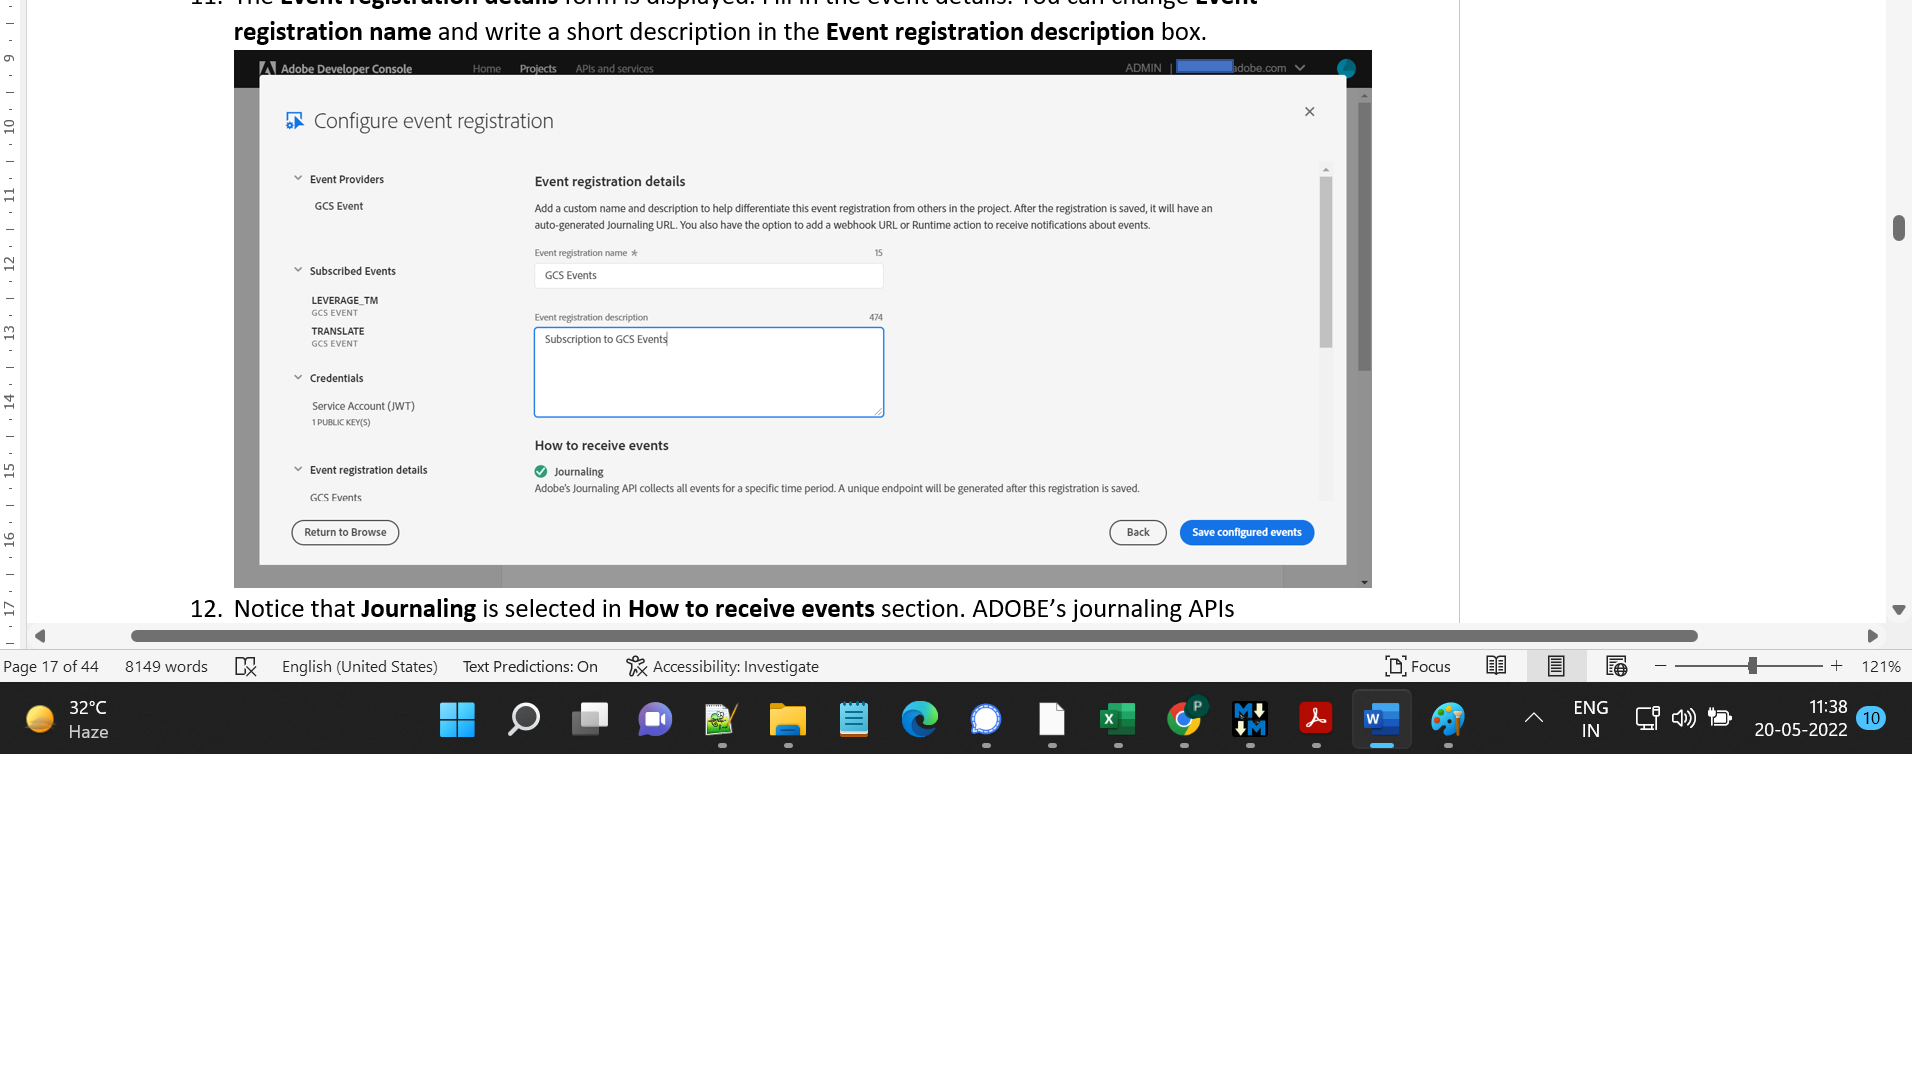 11. The Event registration details form is displayed. Fill in the event details. You can change Event
registration name and write a short description in the Event registration description box.
Adobe Developer Console Home Projects APIs and services ADMIN | adobe.com
Configure event registration
Event Providers
GCS Event
Subscribed Events
LEVERAGE_TM
GCS EVENT
TRANSLATE
GCS EVENT
Credentials
Service Account (JWT)
1 PUBLIC KEY(S)
Event registration details
GCS Events
Return to Browse
Event registration details
Add a custom name and description to help differentiate this event registration from others in the project. After the registration is saved, it will have an
auto-generated Journaling URL. You also have the option to add a webhook URL or Runtime action to receive notifications about events.
Event registration name * 15
GCS Events
Event registration description 474
Subscription to GCS Events
How to receive events
Journaling
Adobe's Journaling API collects all events for a specific time period. A unique endpoint will be generated after this registration is saved.
Back Save configured events
12. Notice that Journaling is selected in How to receive events section. ADOBE's journaling APIs
9
10
11
12
13
14
15
16
17
Page 17 of 44 8149 words English (United States) Text Predictions: On Accessibility: Investigate Focus 121%
32°C
Haze
P
X
M
M
W
ENG
IN
11:38
20-05-2022
10